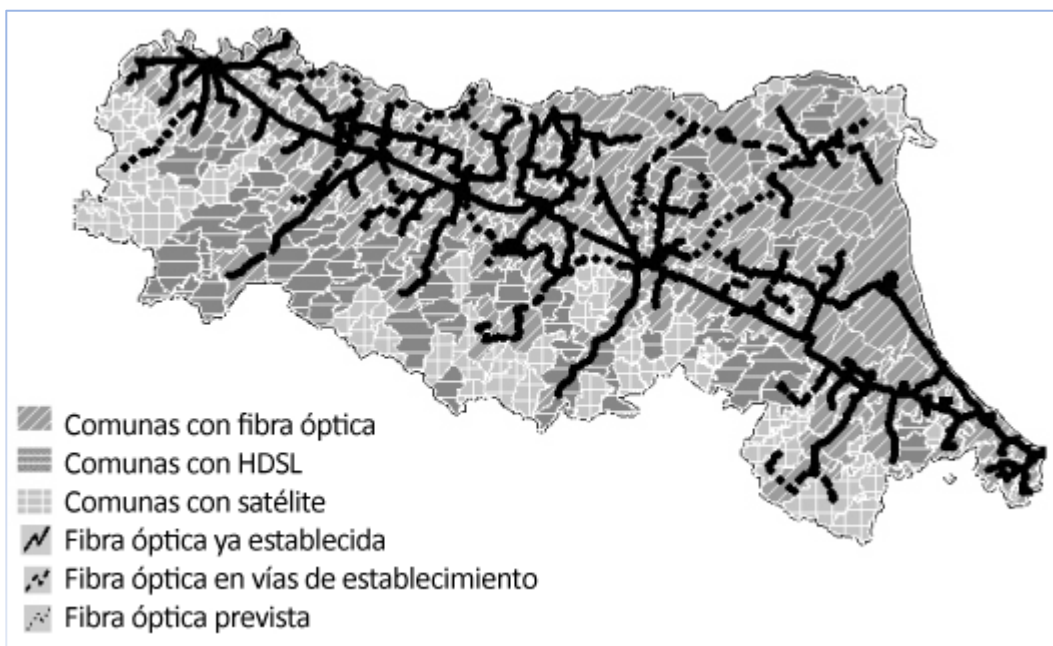 Comunas con fibra óptica
Comunas con HDSL
Comunas con satélite
Fibra óptica ya establecida
Fibra óptica en vías de establecimiento
Fibra óptica prevista